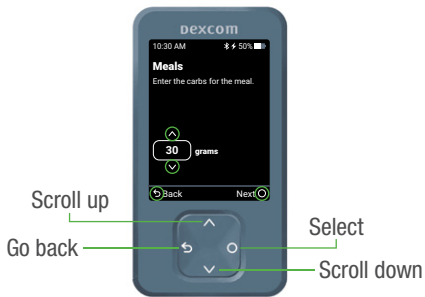 Dexcom
10:30 AM 50%
Meals
Enter the carbs for the meal.
30 grams
Back Next
Scroll up
Go back
Select
Scroll down